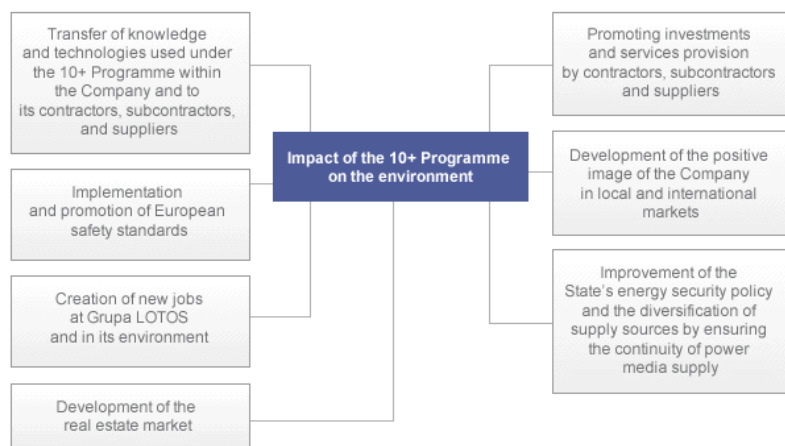 Transfer of knowledge
and technologies used under
the 10+ Programme within
the Company and to
its contractors, subcontractors,
and suppliers
Implementation
and promotion of European
safety standards
Creation of new jobs
at Grupa LOTOS
and in its environment
Development of the
real estate market
Impact of the 10+ Programme
on the environment
Promoting investments
and services provision
by contractors, subcontractors
and suppliers
Development of the positive
image of the Company
in local and international
markets
Improvement of the
State's energy security policy
and the diversification of
supply sources by ensuring
the continuity of power
media supply